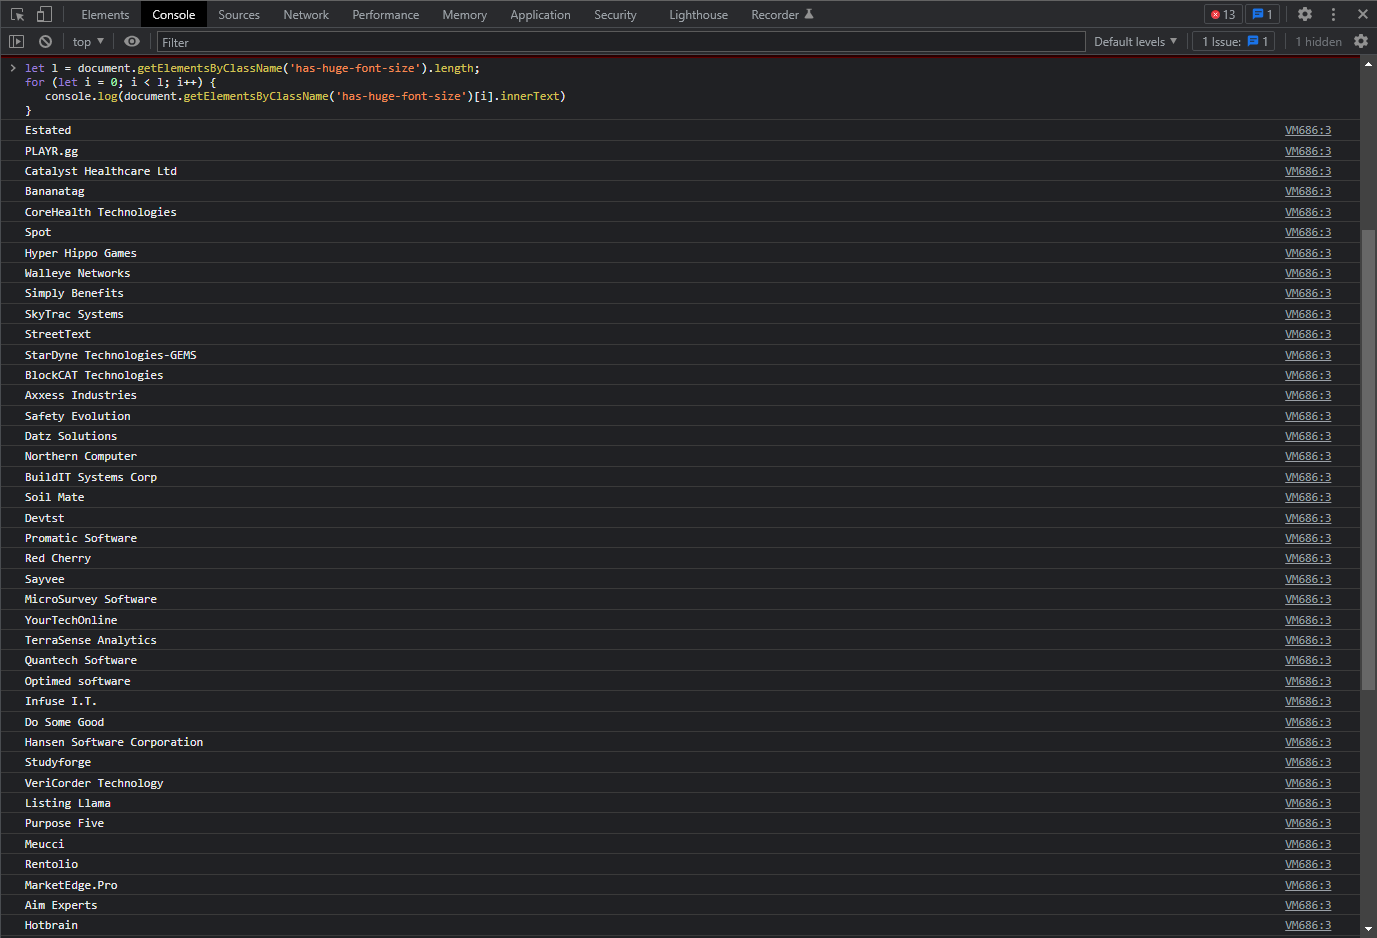 Elements Console Sources Network Performance Memory Application Security Lighthouse Recorder 13 1
top Filter Default levels 1 Issue: 1 1 hidden
let l = document.getElementsByClassName('has-huge-font-size').length;
for (let i = 0; i < l; i++) {
console.log(document.getElementsByClassName('has-huge-font-size')[i].innerText)
}
Estated VM686:3
PLAYR.gg VM686:3
Catalyst Healthcare Ltd VM686:3
Bananatag VM686:3
CoreHealth Technologies VM686:3
Spot VM686:3
Hyper Hippo Games VM686:3
Walleye Networks VM686:3
Simply Benefits VM686:3
SkyTrac Systems VM686:3
StreetText VM686:3
StarDyne Technologies-GEMS VM686:3
BlockCAT Technologies VM686:3
Axxess Industries VM686:3
Safety Evolution VM686:3
Datz Solutions VM686:3
Northern Computer VM686:3
BuildIT Systems Corp VM686:3
Soil Mate VM686:3
Devtst VM686:3
Promatic Software VM686:3
Red Cherry VM686:3
Sayvee VM686:3
MicroSurvey Software VM686:3
YourTechOnline VM686:3
TerraSense Analytics VM686:3
Quantech Software VM686:3
Optimed software VM686:3
Infuse I.T. VM686:3
Do Some Good VM686:3
Hansen Software Corporation VM686:3
Studyforge VM686:3
VeriCorder Technology VM686:3
Listing Llama VM686:3
Purpose Five VM686:3
Meucci VM686:3
Rentolio VM686:3
MarketEdge.Pro VM686:3
Aim Experts VM686:3
Hotbrain VM686:3